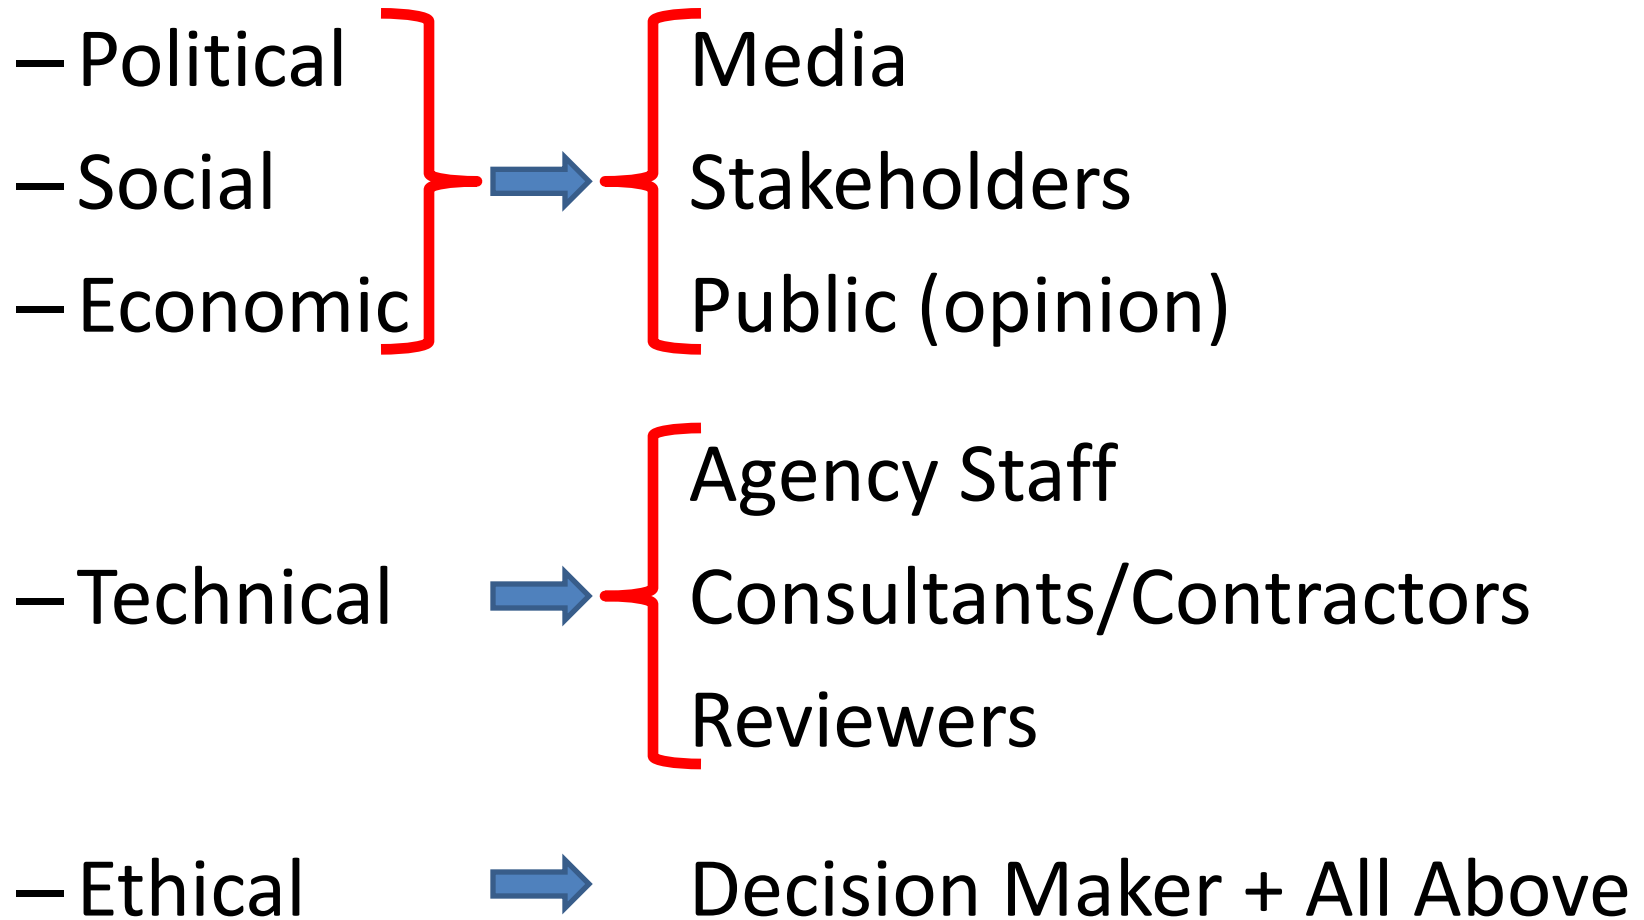 – Political
– Social
– Economic
Media
Stakeholders
Public (opinion)
– Technical
Agency Staff
Consultants/Contractors
Reviewers
– Ethical
Decision Maker + All Above